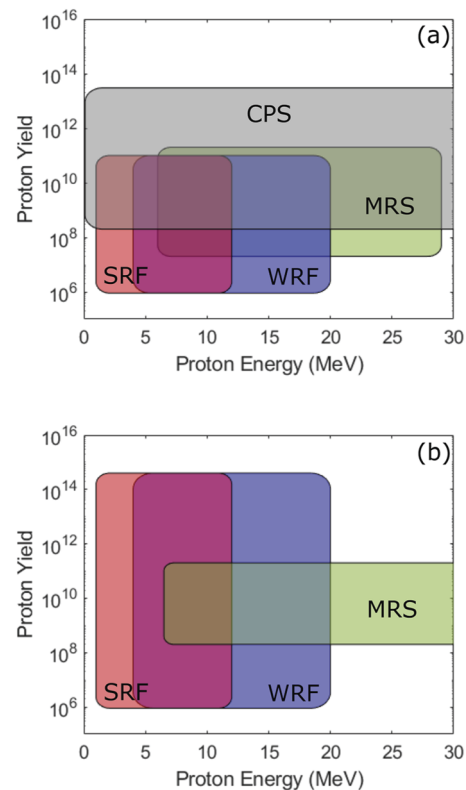 (a)
10^16
10^14
10^12
10^10
10^8
10^6
Proton Yield
CPS
MRS
SRF
WRF
0 5 10 15 20 25 30
Proton Energy (MeV)
(b)
10^16
10^14
10^12
10^10
10^8
10^6
Proton Yield
MRS
SRF
WRF
0 5 10 15 20 25 30
Proton Energy (MeV)